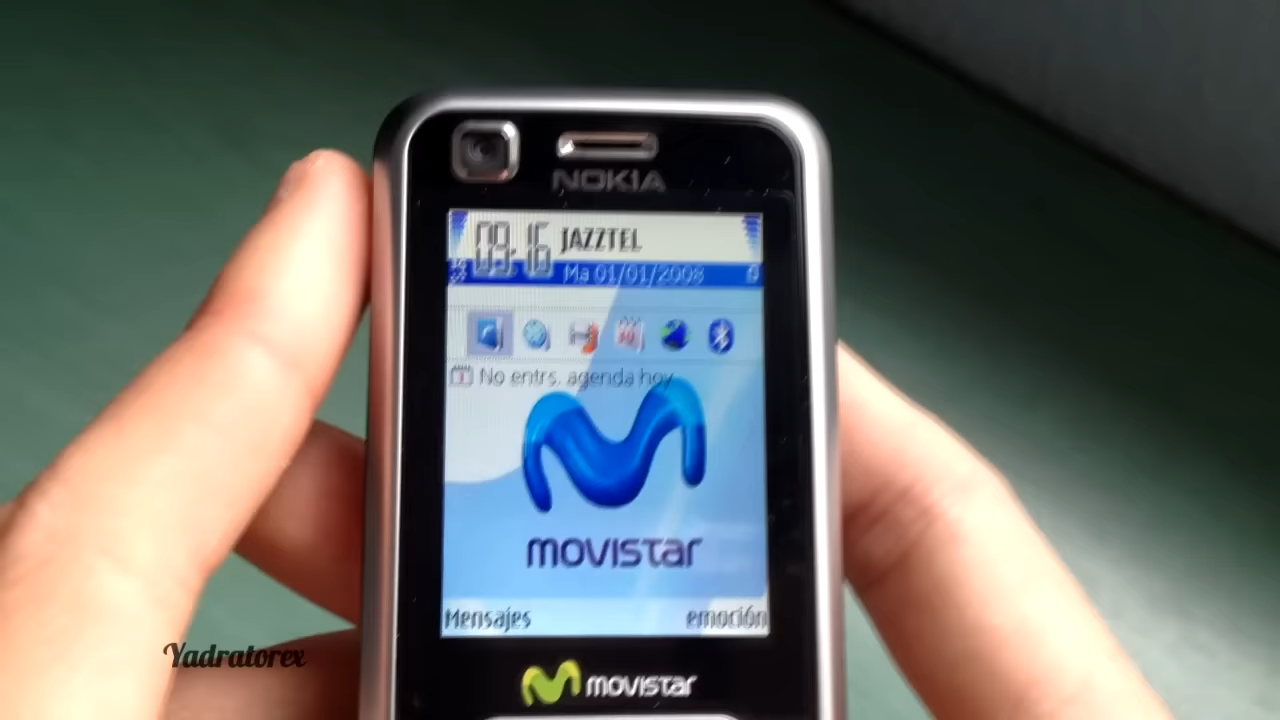 NOKIA
09:16 JAZZTEL
Ma 01/01/2008
No entrs. agenda hoy
movistar
Mensajes emoción
movistar
Yadratorex